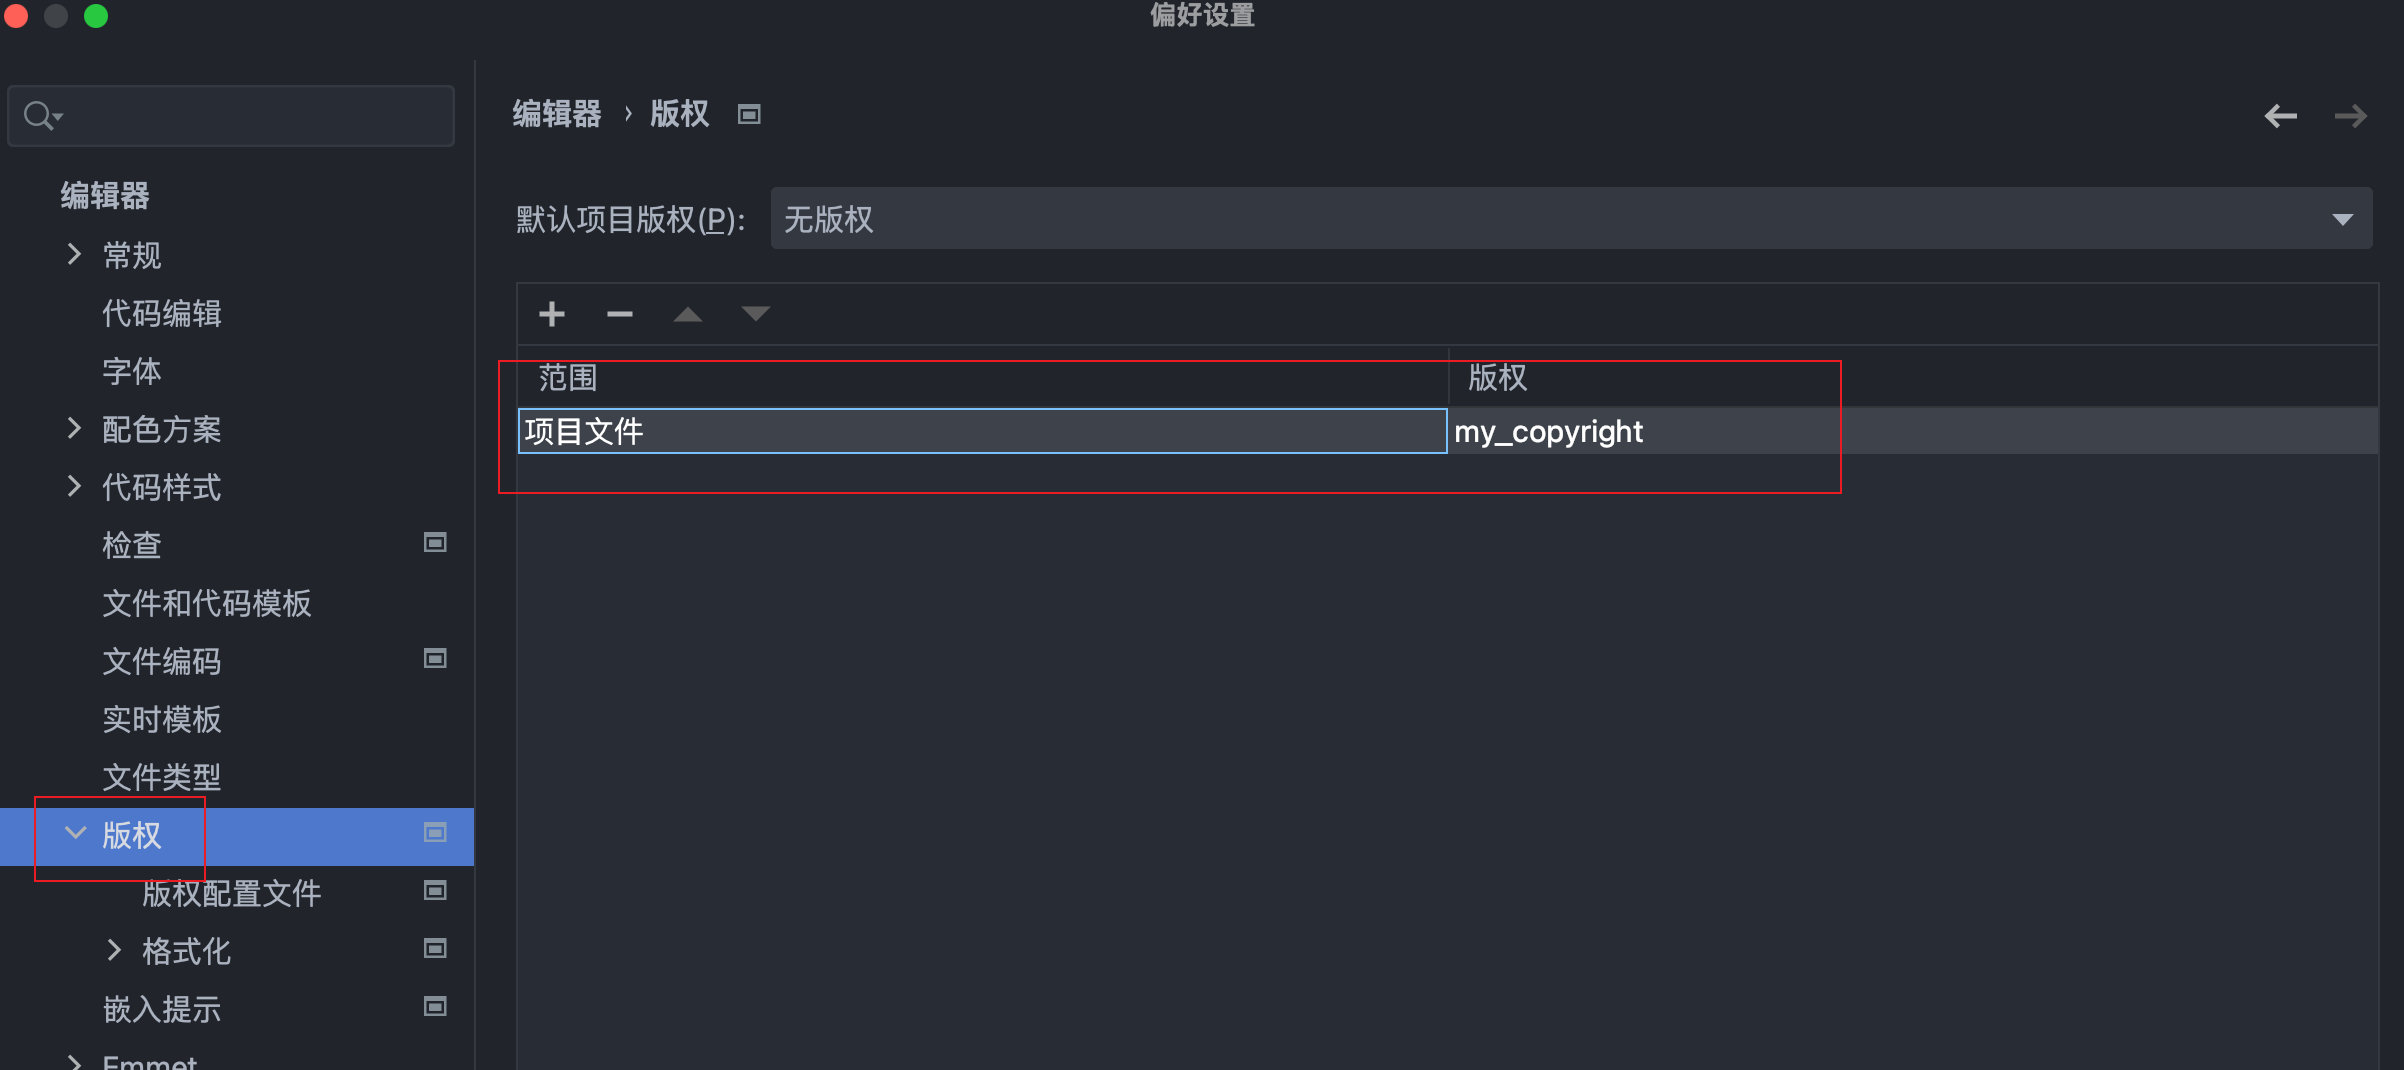 偏好设置
编辑器 › 版权
编辑器
常规
代码编辑
字体
配色方案
代码样式
检查
文件和代码模板
文件编码
实时模板
文件类型
版权
版权配置文件
格式化
嵌入提示
Emmet
默认项目版权(P): 无版权
范围 版权
项目文件 my_copyright